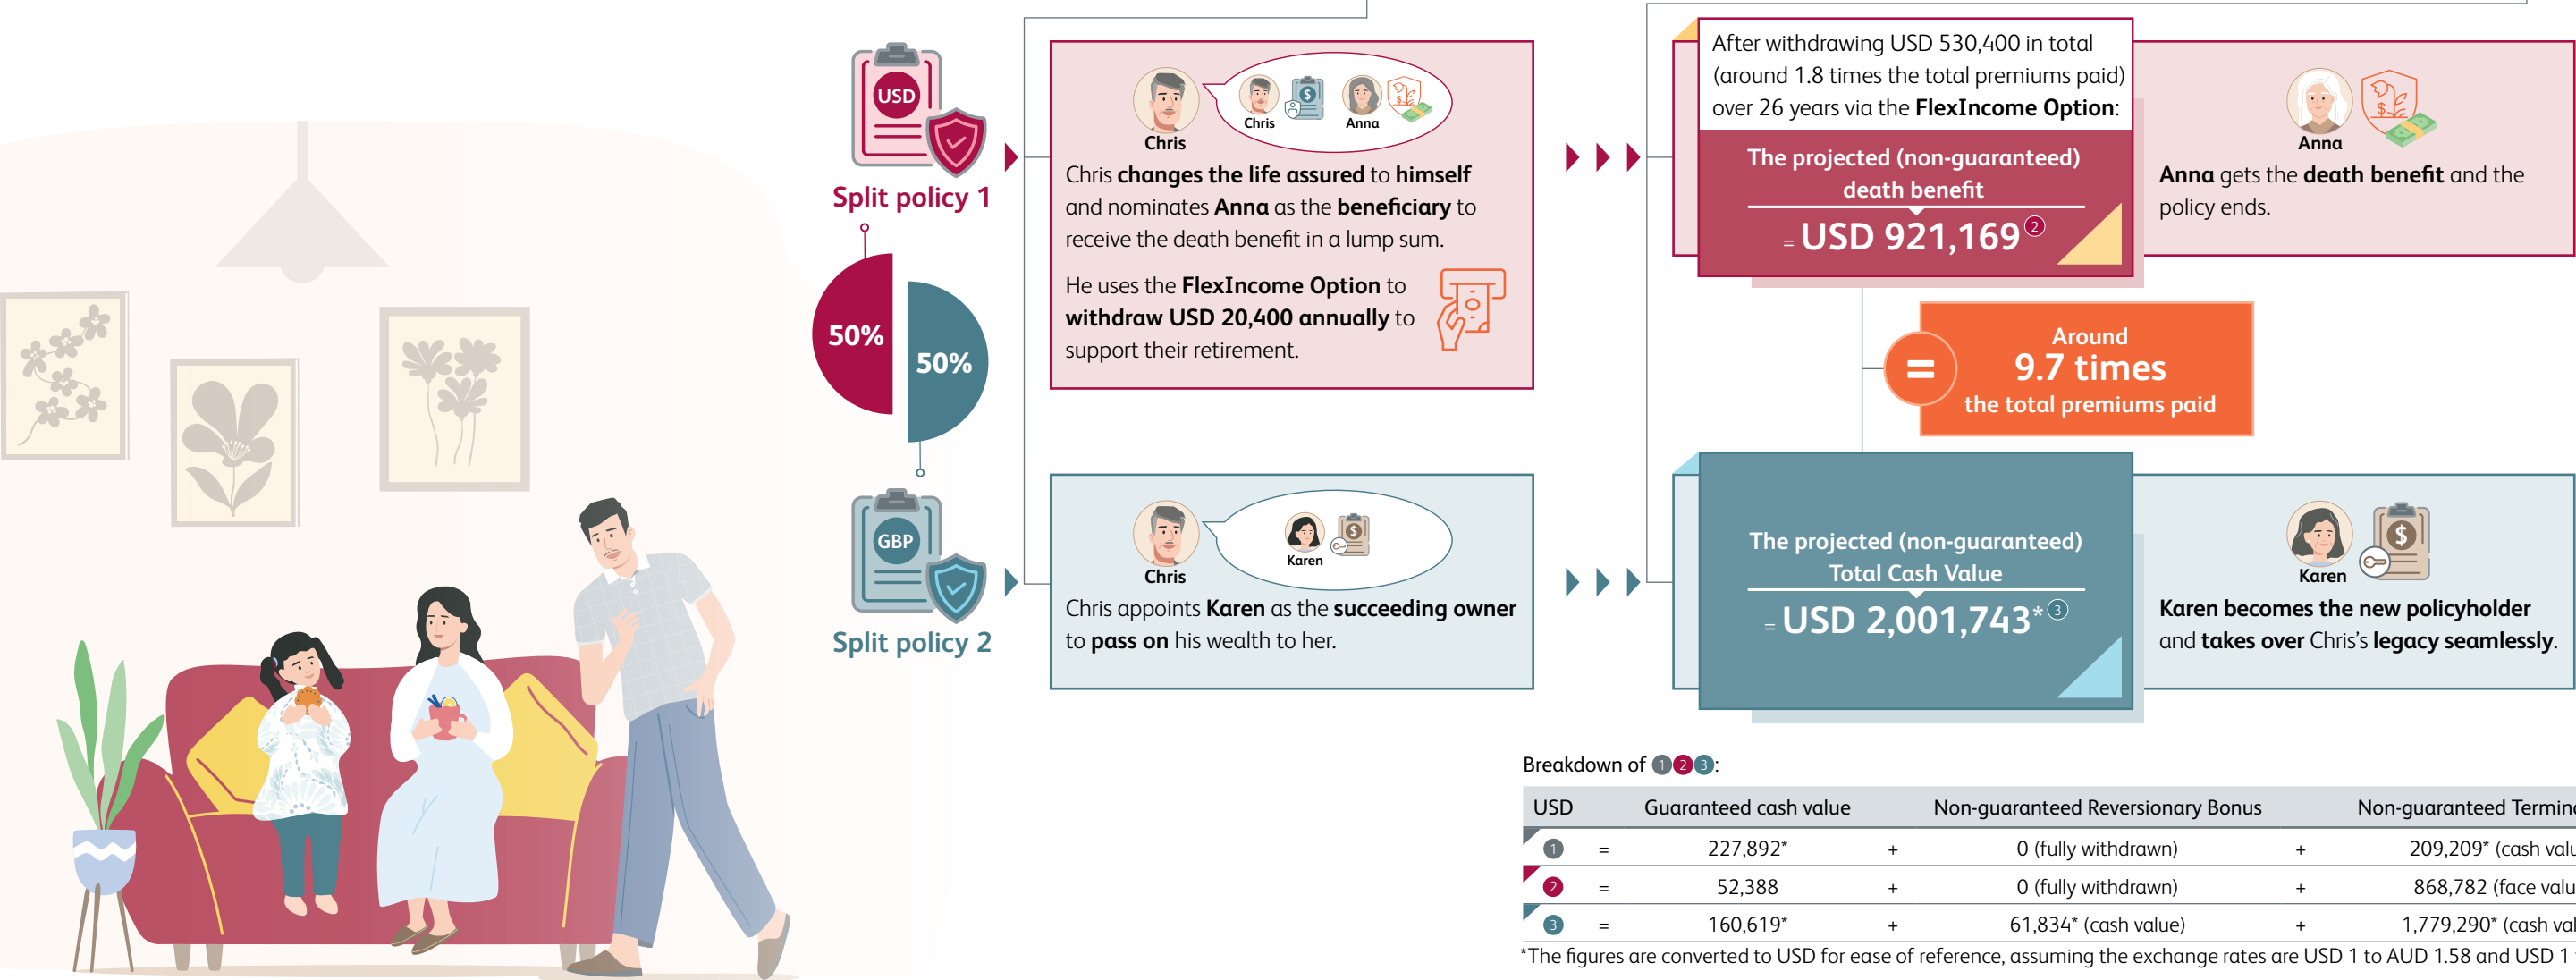 USD
Split policy 1
50%
50%
GBP
Split policy 2
Chris
Chris
Anna
Chris changes the life assured to himself
and nominates Anna as the beneficiary to
receive the death benefit in a lump sum.
He uses the FlexIncome Option to
withdraw USD 20,400 annually to
support their retirement.
Chris
Karen
Chris appoints Karen as the succeeding owner
to pass on his wealth to her.
After withdrawing USD 530,400 in total
(around 1.8 times the total premiums paid)
over 26 years via the FlexIncome Option:
The projected (non-guaranteed)
death benefit
= USD 921,169 2
Anna
Anna gets the death benefit and the
policy ends.
=
Around
9.7 times
the total premiums paid
The projected (non-guaranteed)
Total Cash Value
= USD 2,001,743* 3
Karen
Karen becomes the new policyholder
and takes over Chris's legacy seamlessly.
Breakdown of 1 2 3:
USD Guaranteed cash value Non-guaranteed Reversionary Bonus Non-guaranteed
1 = 227,892* + 0 (fully withdrawn) + 209,209* (cash
2 = 52,388 + 0 (fully withdrawn) + 868,782 (face
3 = 160,619* + 61,834* (cash value) + 1,779,290* (cash
*The figures are converted to USD for ease of reference, assuming the exchange rates are USD 1 to AUD 1.58 and USD 1